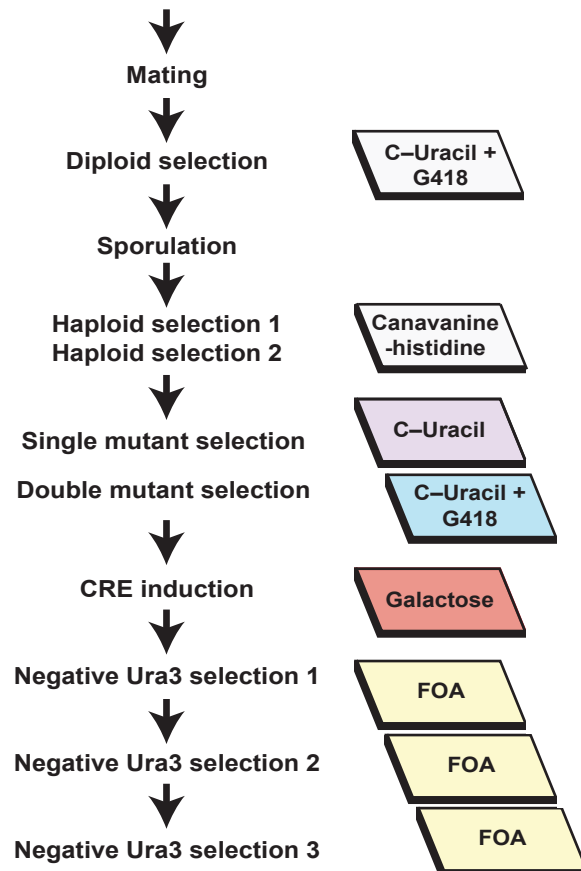 Mating
Diploid selection
C–Uracil +
G418
Sporulation
Haploid selection 1
Haploid selection 2
Canavanine
-histidine
Single mutant selection
C–Uracil
Double mutant selection
C–Uracil +
G418
CRE induction
Galactose
Negative Ura3 selection 1
FOA
Negative Ura3 selection 2
FOA
Negative Ura3 selection 3
FOA